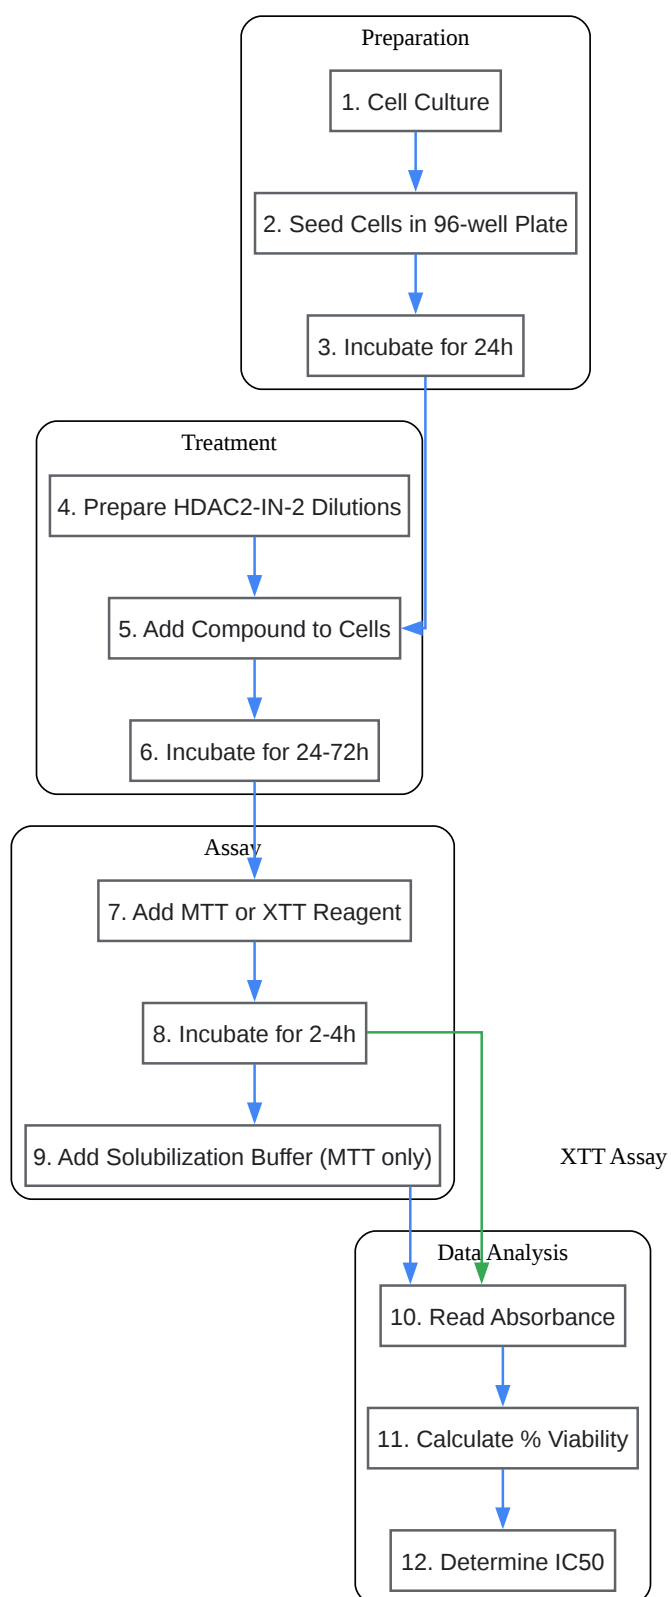 Preparation
1. Cell Culture
2. Seed Cells in 96-well Plate
3. Incubate for 24h
Treatment
4. Prepare HDAC2-IN-2 Dilutions
5. Add Compound to Cells
6. Incubate for 24-72h
Assay
7. Add MTT or XTT Reagent
8. Incubate for 2-4h
9. Add Solubilization Buffer (MTT only)
XTT Assay
Data Analysis
10. Read Absorbance
11. Calculate % Viability
12. Determine IC50